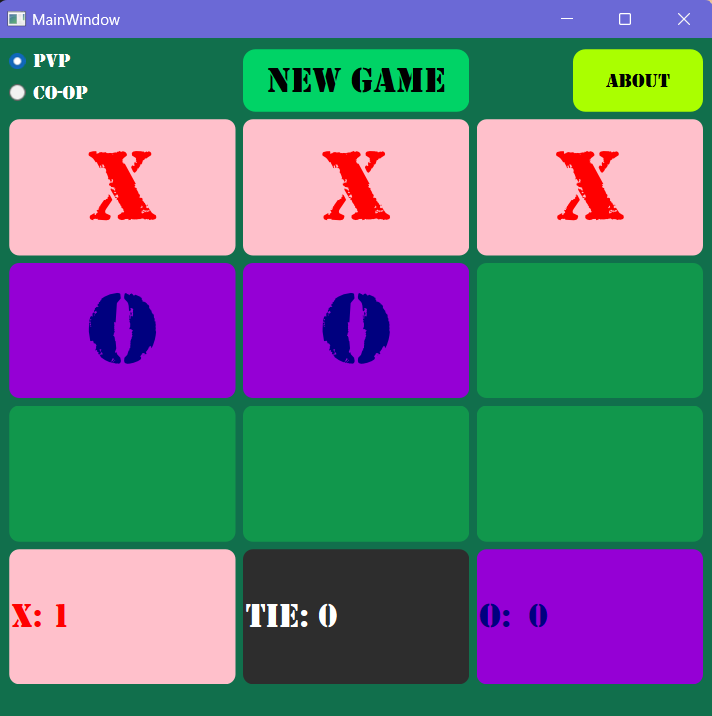 MainWindow
PVP
CO-OP
NEW GAME
ABOUT
X X X
O O
X: 1
TIE: 0
O: 0